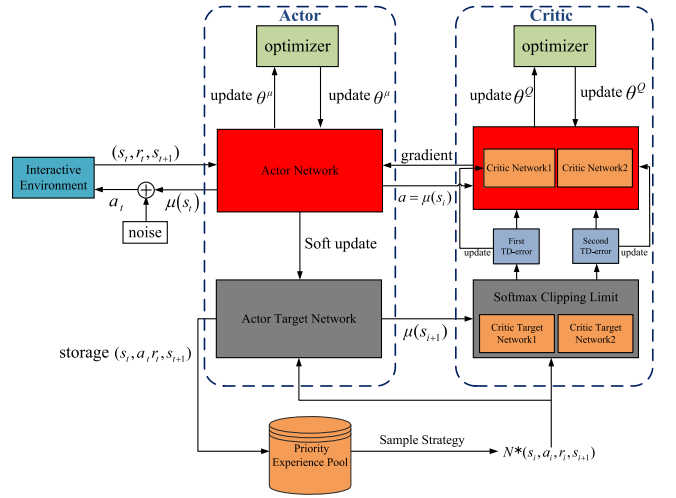 Actor
Critic
optimizer
optimizer
update θ^μ
update θ^μ
update θ^Q
update θ^Q
(s_t, r_t, s_{t+1})
Interactive
Environment
a_t
μ(s_t)
noise
Actor Network
gradient
a = μ(s_i)
Critic Network1
Critic Network2
Soft update
First
TD-error
Second
TD-error
update
update
Actor Target Network
μ(s_{i+1})
Softmax Clipping Limit
Critic Target
Network1
Critic Target
Network2
storage (s_t, a_t r_t, s_{t+1})
Priority
Experience Pool
Sample Strategy
N*(s_i, a_i, r_i, s_{i+1})